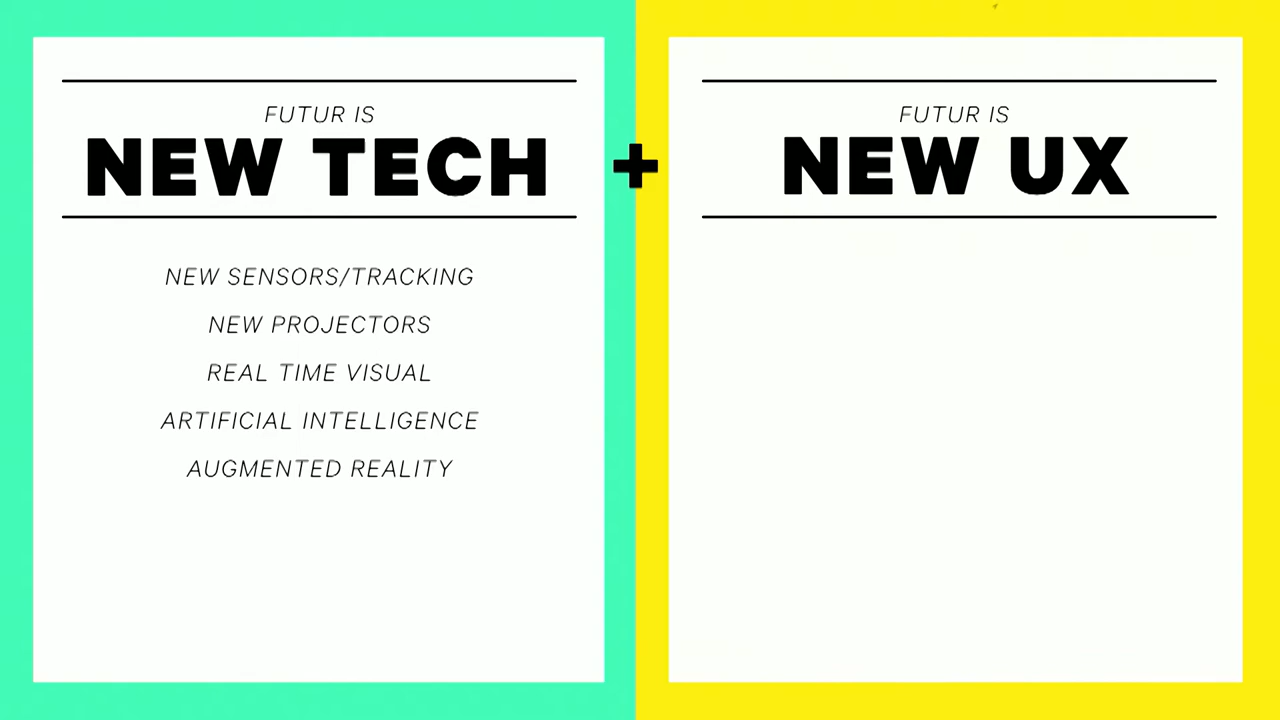 FUTUR IS
NEW TECH
NEW SENSORS/TRACKING
NEW PROJECTORS
REAL TIME VISUAL
ARTIFICIAL INTELLIGENCE
AUGMENTED REALITY
+
FUTUR IS
NEW UX